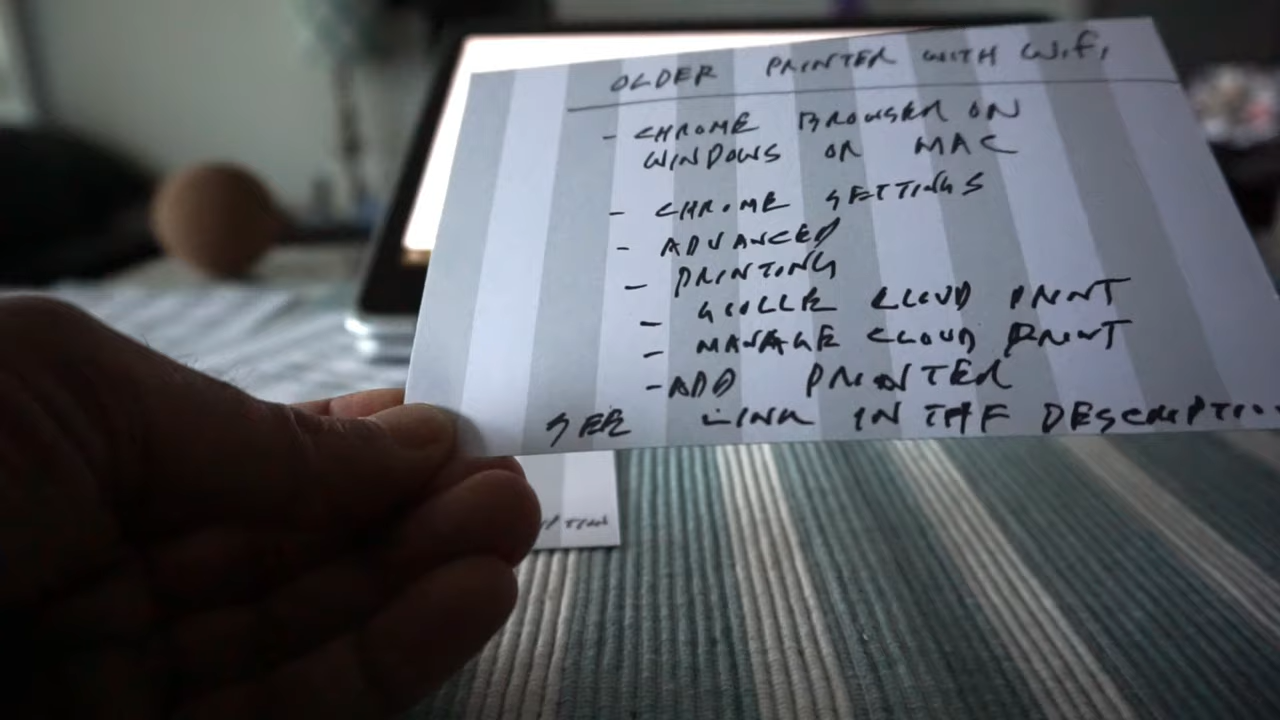 OLDER PRINTER WITH WiFi
- CHROME BROWSER ON
WINDOWS OR MAC
- CHROME SETTINGS
- ADVANCED
- PRINTING
- GOOGLE CLOUD PRINT
- MANAGE CLOUD PRINT
- ADD PRINTER
SEE LINK IN THE DESCRIPTIO